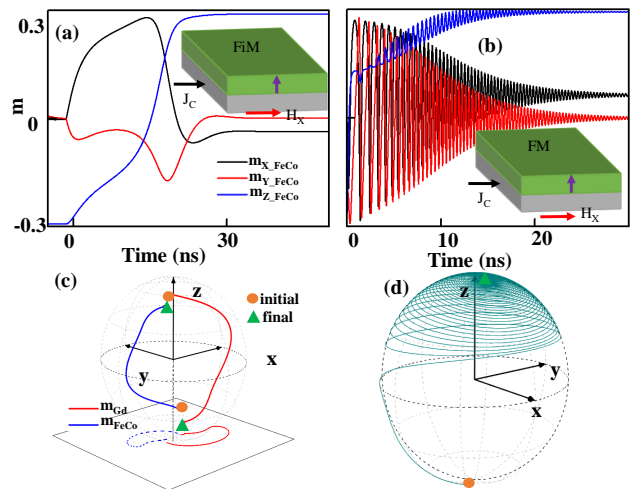 (a)
0.3
0
-0.3
m
FiM
J_C
H_X
m_X_FeCo
m_Y_FeCo
m_Z_FeCo
0
30
Time (ns)
(b)
FM
J_C
H_X
0
10
20
Time (ns)
(c)
z
initial
final
x
y
m_Gd
m_FeCo
(d)
z
y
x